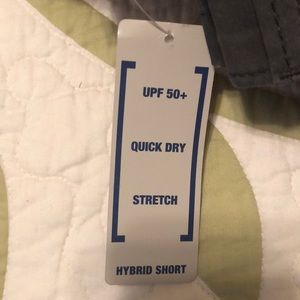 UPF 50+
QUICK DRY
STRETCH
HYBRID SHORT